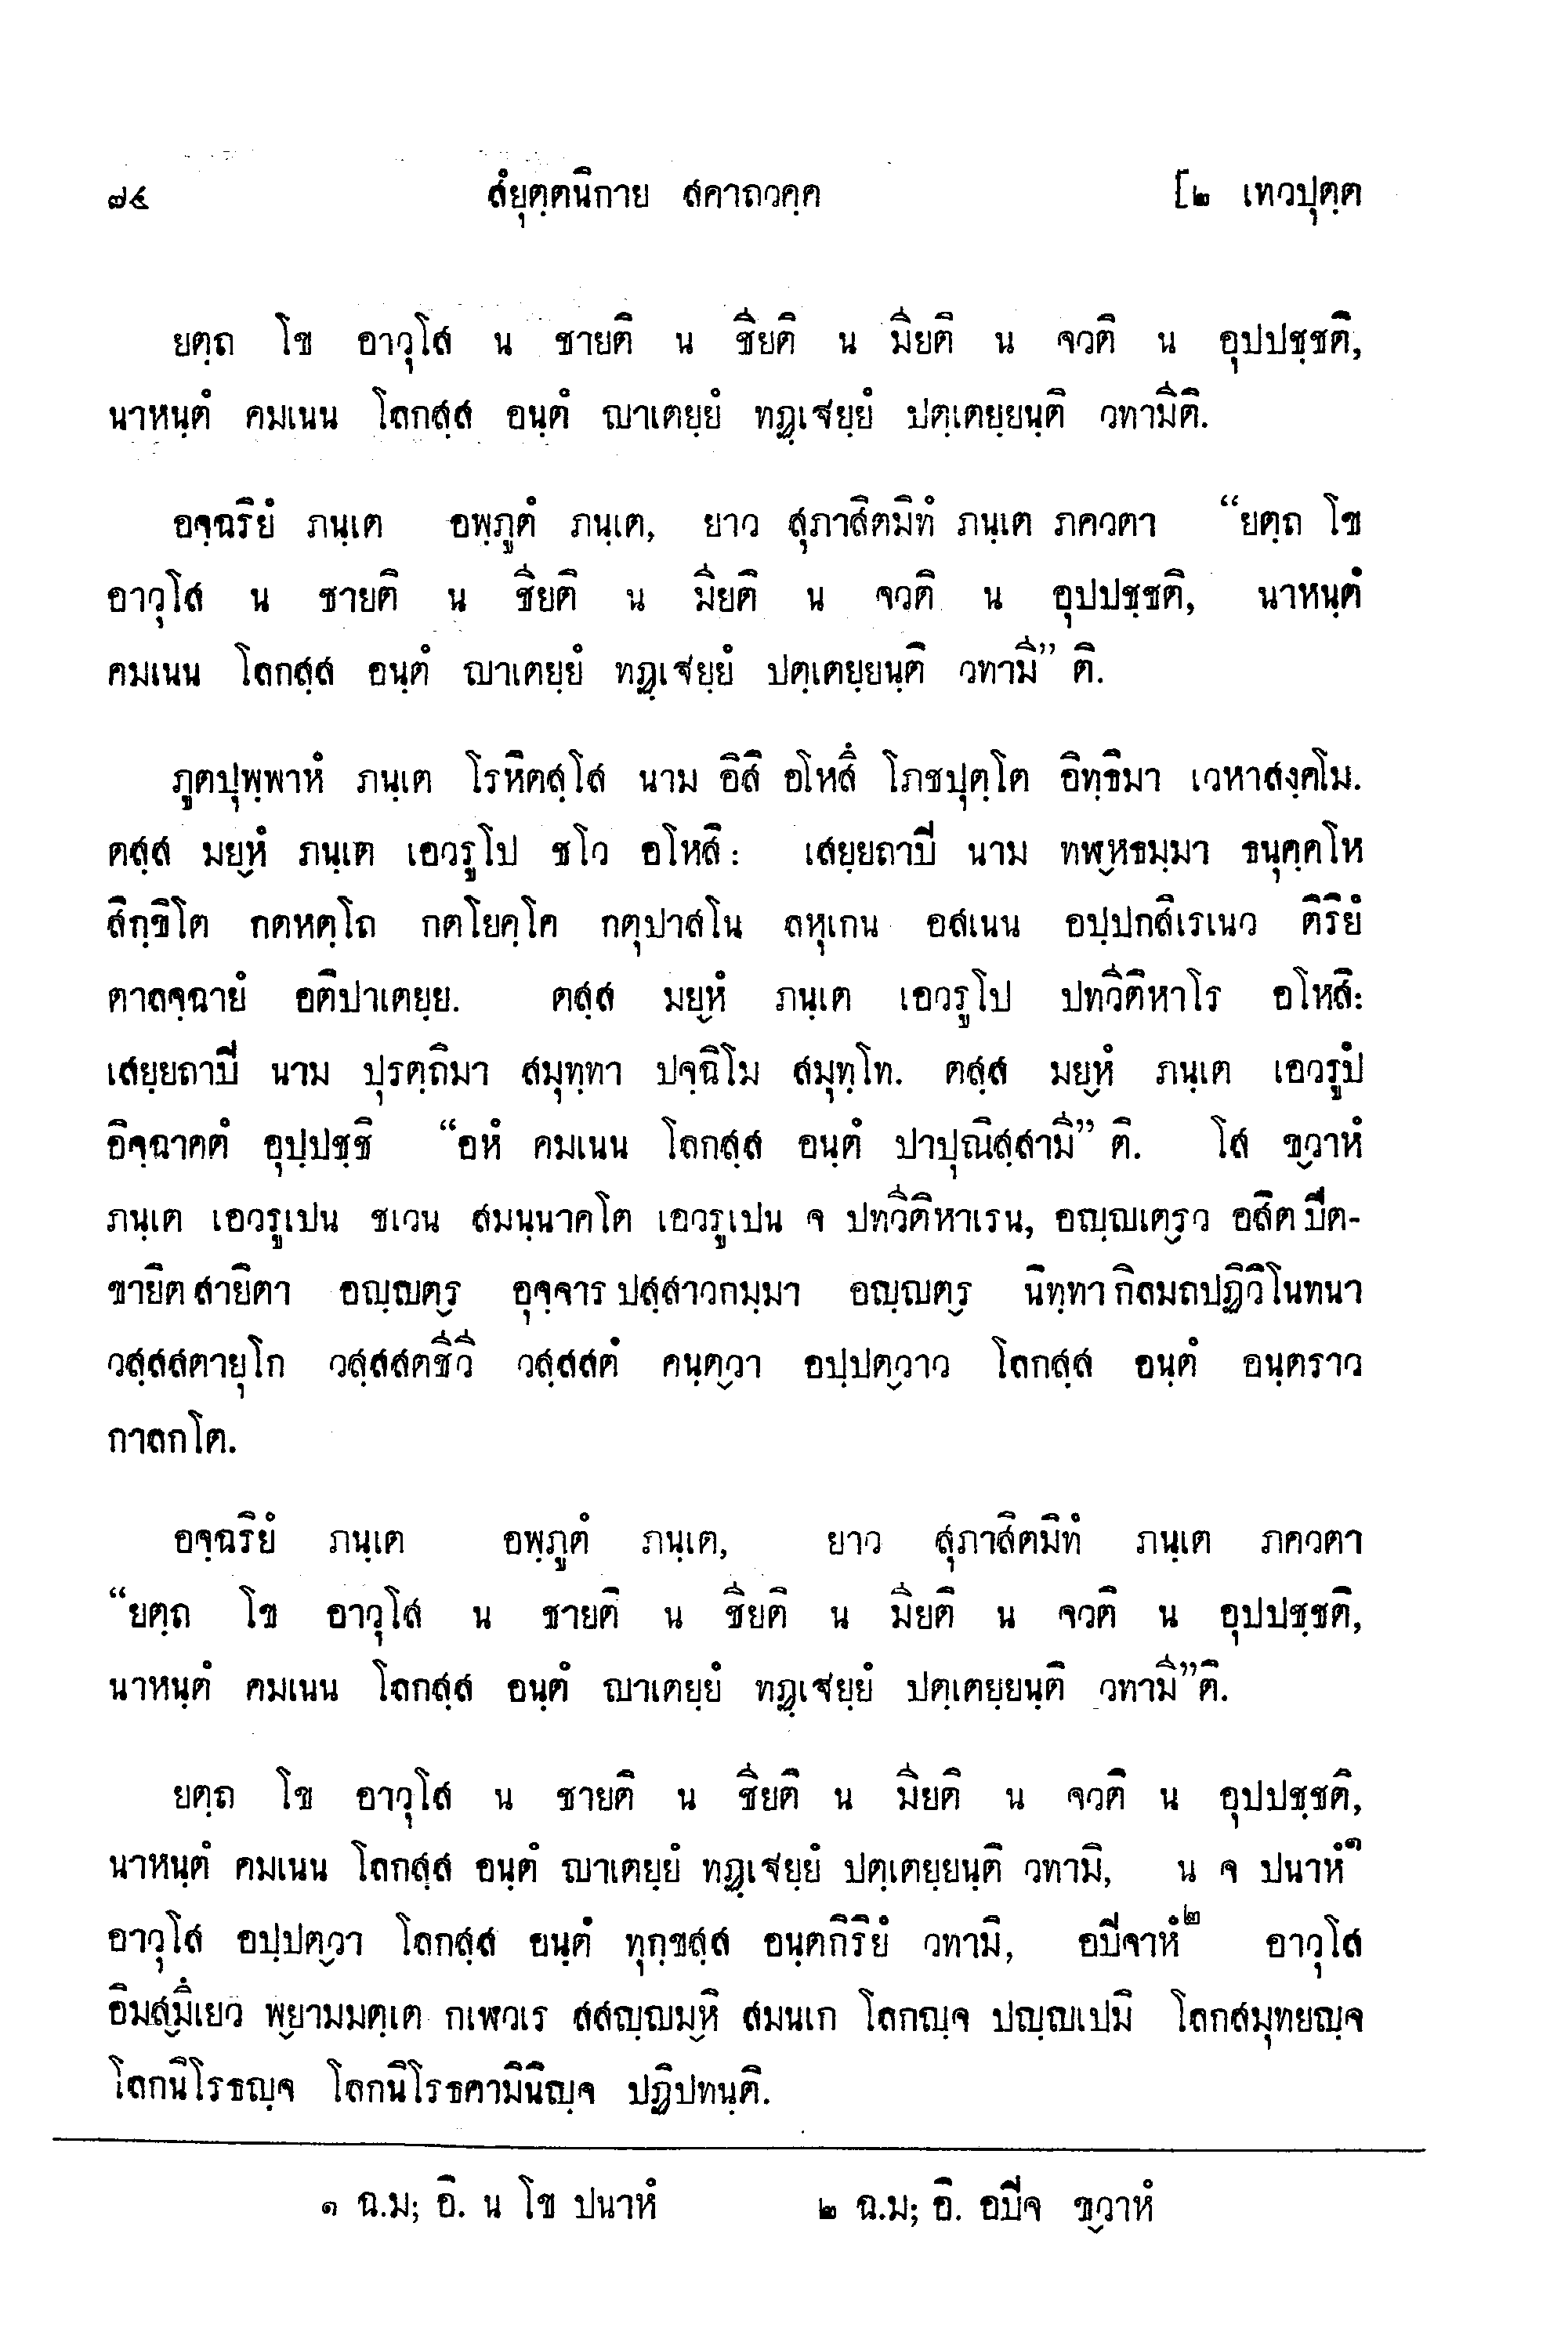 ๗๔ สํยุตฺตนิกาย สคาถวคฺค [๒ เทวปุตฺต
ยตฺถ โข อาวุโส น ชายติ น ชิยฺยติ น มิยฺยติ น จวติ น อุปปชฺชติ,
นาหนฺตํ คมเนน โลกสฺส อนฺตํ ญาเตยฺยํ ทฏฺเฐยฺยํ ปตฺเตยฺยนฺติ วทามีติ.
อจฺฉริยํ ภนฺเต อพฺภูตํ ภนฺเต, ยาว สุภาสิตมิทํ ภนฺเต ภควตา “ยตฺถ โข
อาวุโส น ชายติ น ชิยฺยติ น มิยฺยติ น จวติ น อุปปชฺชติ, นาหนฺตํ
คมเนน โลกสฺส อนฺตํ ญาเตยฺยํ ทฏฺเฐยฺยํ ปตฺเตยฺยนฺติ วทามี” ติ.
ภูตปุพฺพาหํ ภนฺเต โรหิตสฺโส นาม อิสิ อโหสึ โภชปุตฺโต อิทฺธิมา เวหาสงฺคโม.
ตสฺส มยฺหํ ภนฺเต เอวรูโป ชโว อโหสิ: เสยฺยถาปี นาม ทพฺหธมฺมา ธนุคฺคโห
สิกฺขิโต กตหตฺโถ กตโยคฺโค กตุปาสโน ลหุเกน อสเนน อปฺปกสิเรเนว ติริยํ
ตาลจฺฉายํ อติปาเตยฺย. ตสฺส มยฺหํ ภนฺเต เอวรูโป ปทวีติหาโร อโหสิ:
เสยฺยถาปี นาม ปุรตฺถิมา สมุทฺทา ปจฺฉิโม สมุทฺโท. ตสฺส มยฺหํ ภนฺเต เอวรูปํ
อิจฺฉาคตํ อุปฺปชฺชิ “อหํ คมเนน โลกสฺส อนฺตํ ปาปุณิสฺสามี” ติ. โส ขฺวาหํ
ภนฺเต เอวรูเปน ชเวน สมนฺนาคโต เอวรูเปน จ ปทวีติหาเรน, อญฺญเตฺรว อสิต ปีต-
ขายิต สายิตา อญฺญตฺร อุจฺจาร ปสฺสาวกมฺมา อญฺญตฺร นิทฺทา กิลมถปฏิวิโนทนา
วสฺสสตายุโก วสฺสสตชีวี วสฺสสตํ คนฺตฺวา อปฺปตฺวาว โลกสฺส อนฺตํ อนฺตราว
กาลกโต.
อจฺฉริยํ ภนฺเต อพฺภูตํ ภนฺเต, ยาว สุภาสิตมิทํ ภนฺเต ภควตา
“ยตฺถ โข อาวุโส น ชายติ น ชิยฺยติ น มิยฺยติ น จวติ น อุปปชฺชติ,
นาหนฺตํ คมเนน โลกสฺส อนฺตํ ญาเตยฺยํ ทฏฺเฐยฺยํ ปตฺเตยฺยนฺติ วทามี”ติ.
ยตฺถ โข อาวุโส น ชายติ น ชิยฺยติ น มิยฺยติ น จวติ น อุปปชฺชติ,
นาหนฺตํ คมเนน โลกสฺส อนฺตํ ญาเตยฺยํ ทฏฺเฐยฺยํ ปตฺเตยฺยนฺติ วทามิ, น จ ปนาหํ๑
อาวุโส อปฺปตฺวา โลกสฺส อนฺตํ ทุกฺขสฺส อนฺตกิริยํ วทามิ, อปิจาหํ๒ อาวุโส
อิมสฺมึเยว พฺยามมตฺเต กเฬวเร สสญฺญมฺหิ สมนเก โลกญฺจ ปญฺญเปมิ โลกสมุทยญฺจ
โลกนิโรธญฺจ โลกนิโรธคามินิญฺจ ปฏิปทนฺติ.
๑ ฉ.ม; อิ. น โข ปนาหํ ๒ ฉ.ม; อิ. อปิจ ขฺวาหํ